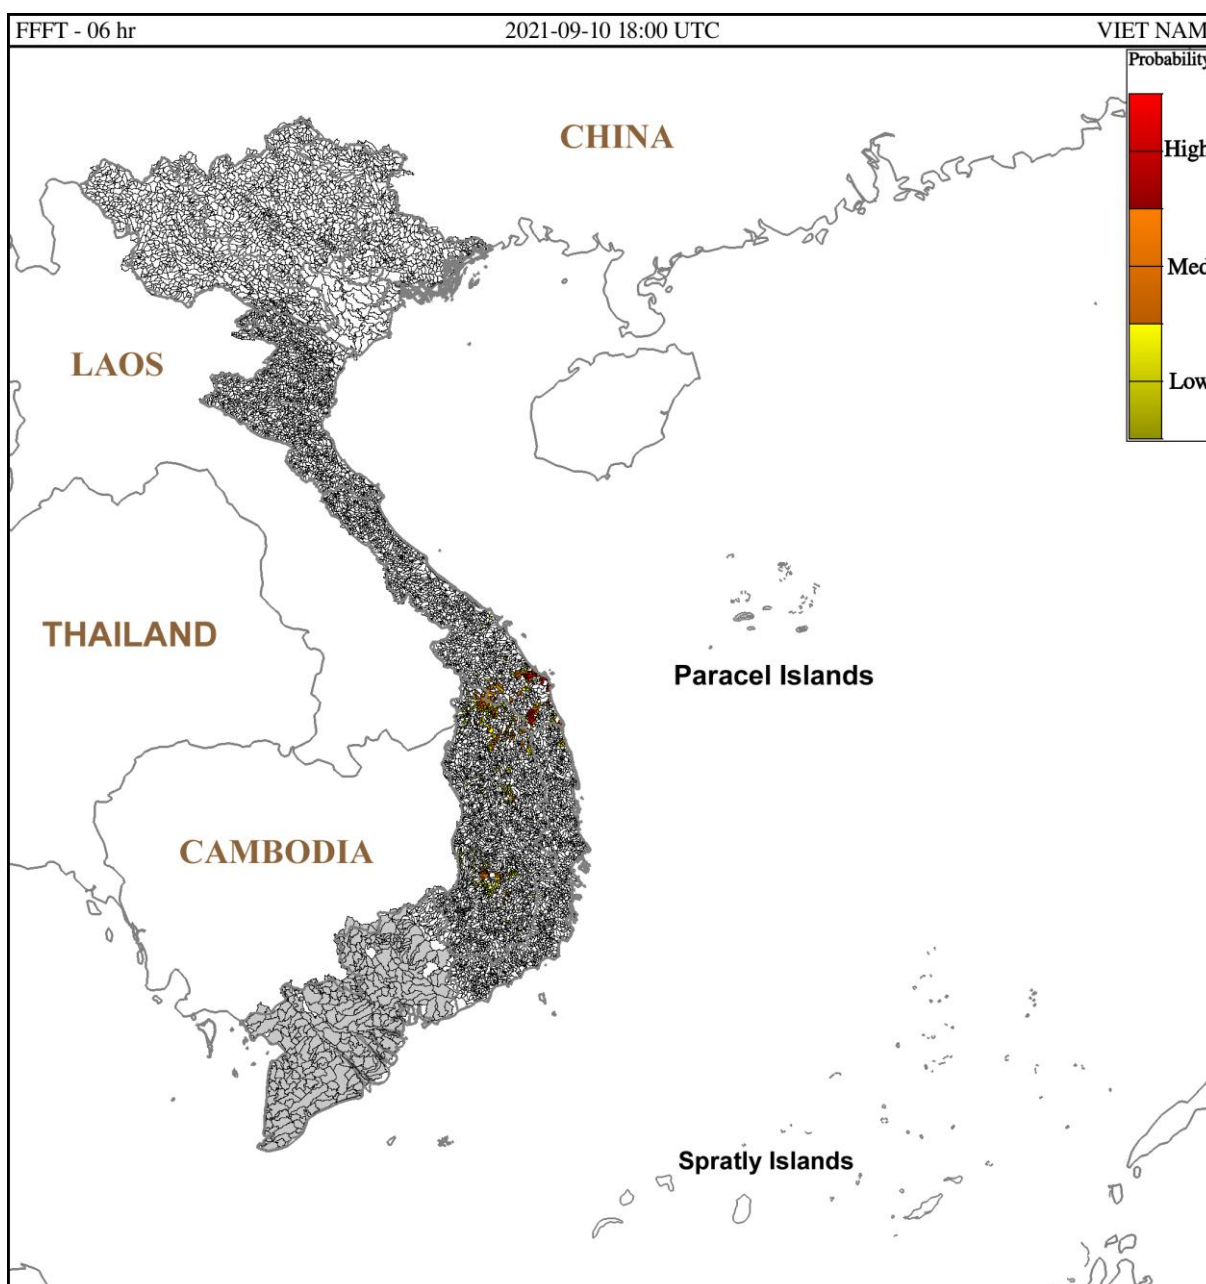 FFFT - 06 hr 2021-09-10 18:00 UTC VIET NAM
Probability
CHINA
High
Med
LAOS
Low
THAILAND
Paracel Islands
CAMBODIA
Spratly Islands